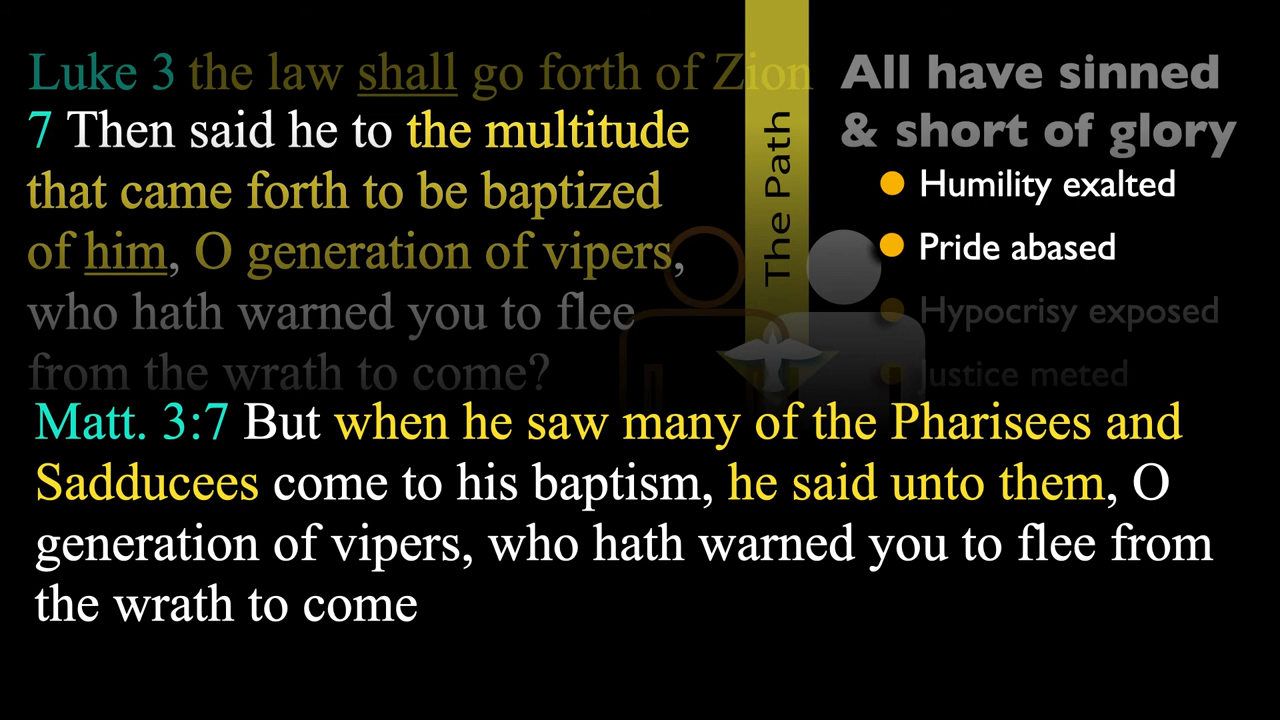 Luke 3 the law shall go forth of Zion
7 Then said he to the multitude
that came forth to be baptized
of him, O generation of vipers,
who hath warned you to flee
from the wrath to come?
The Path
All have sinned
& short of glory
Humility exalted
Pride abased
Hypocrisy exposed
Justice meted
Matt. 3:7 But when he saw many of the Pharisees and
Sadducees come to his baptism, he said unto them, O
generation of vipers, who hath warned you to flee from
the wrath to come